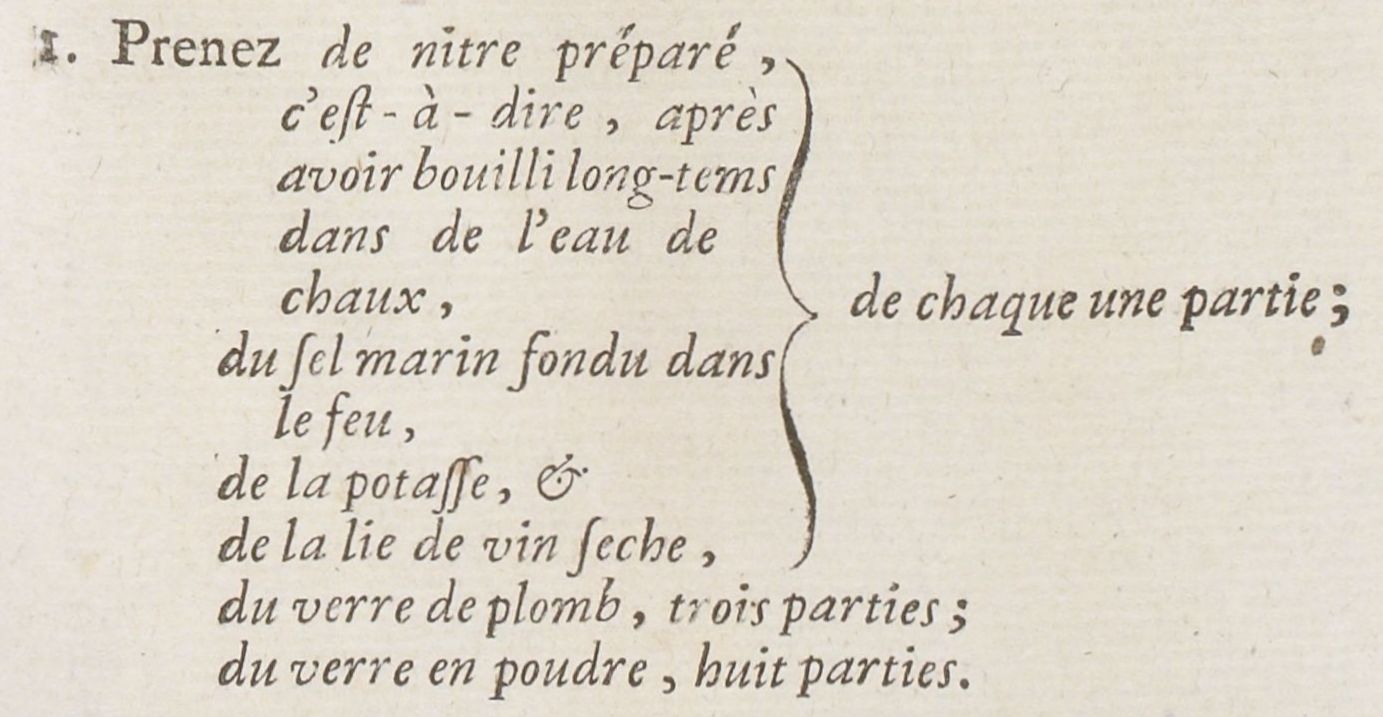 1. Prenez de nitre préparé,
c'eſt-à-dire, après
avoir bouilli long-tems
dans de l'eau de
chaux,
de chaque une partie;
du ſel marin fondu dans
le feu,
de la potaſſe, &
de la lie de vin ſeche,
du verre de plomb, trois parties;
du verre en poudre, huit parties.